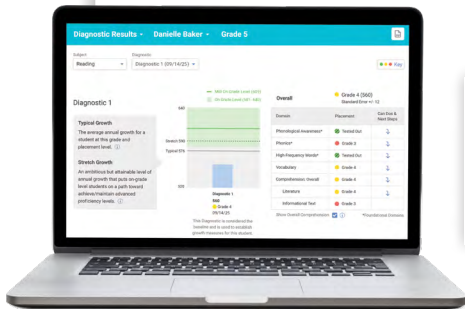 Diagnostic Results Danielle Baker Grade 5
Subject
Reading
Diagnostic
Diagnostic 1 (09/14/25)
Key
Diagnostic 1
Typical Growth
The average annual growth for a
student at this grade and
placement level.
Stretch Growth
An ambitious but attainable level of
annual growth that puts on-grade
level students on a path toward
achieve/maintain advanced
proficiency levels.
Diagnostic 1
560
Grade 4
09/14/25
This diagnostic is considered the
baseline and is used to establish
growth measures for this student.
Overall
Grade 4 (560)
Domain Placement Can Do's &
Next Steps
Phonological Awareness* Tested Out
Phonics* Grade 3
High-Frequency Words* Tested Out
Vocabulary Grade 4
Comprehension: Overall Grade 4
Literature Grade 4
Informational Text Grade 3
Show Overall Comprehension